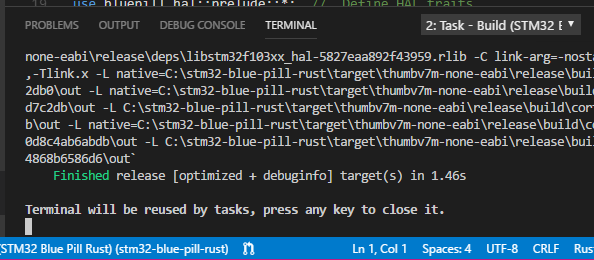 19 use bluepill_hal::prelude::*; // Define HAL traits
PROBLEMS OUTPUT DEBUG CONSOLE TERMINAL 2: Task - Build (STM32 B
none-eabi\release\deps\libstm32f103xx_hal-5827eaa892f43959.rlib -C link-arg=-nosta
,-Tlink.x -L native=C:\stm32-blue-pill-rust\target\thumbv7m-none-eabi\release\buil
2db0\out -L native=C:\stm32-blue-pill-rust\target\thumbv7m-none-eabi\release\build
d7c2db\out -L native=C:\stm32-blue-pill-rust\target\thumbv7m-none-eabi\release\build\cort
b\out -L native=C:\stm32-blue-pill-rust\target\thumbv7m-none-eabi\release\build\co
0d8c4ab6abdb\out -L C:\stm32-blue-pill-rust\target\thumbv7m-none-eabi\release\buil
4868b6586d6\out`
Finished release [optimized + debuginfo] target(s) in 1.46s
Terminal will be reused by tasks, press any key to close it.
(STM32 Blue Pill Rust) (stm32-blue-pill-rust) Ln 1, Col 1 Spaces: 4 UTF-8 CRLF Rus